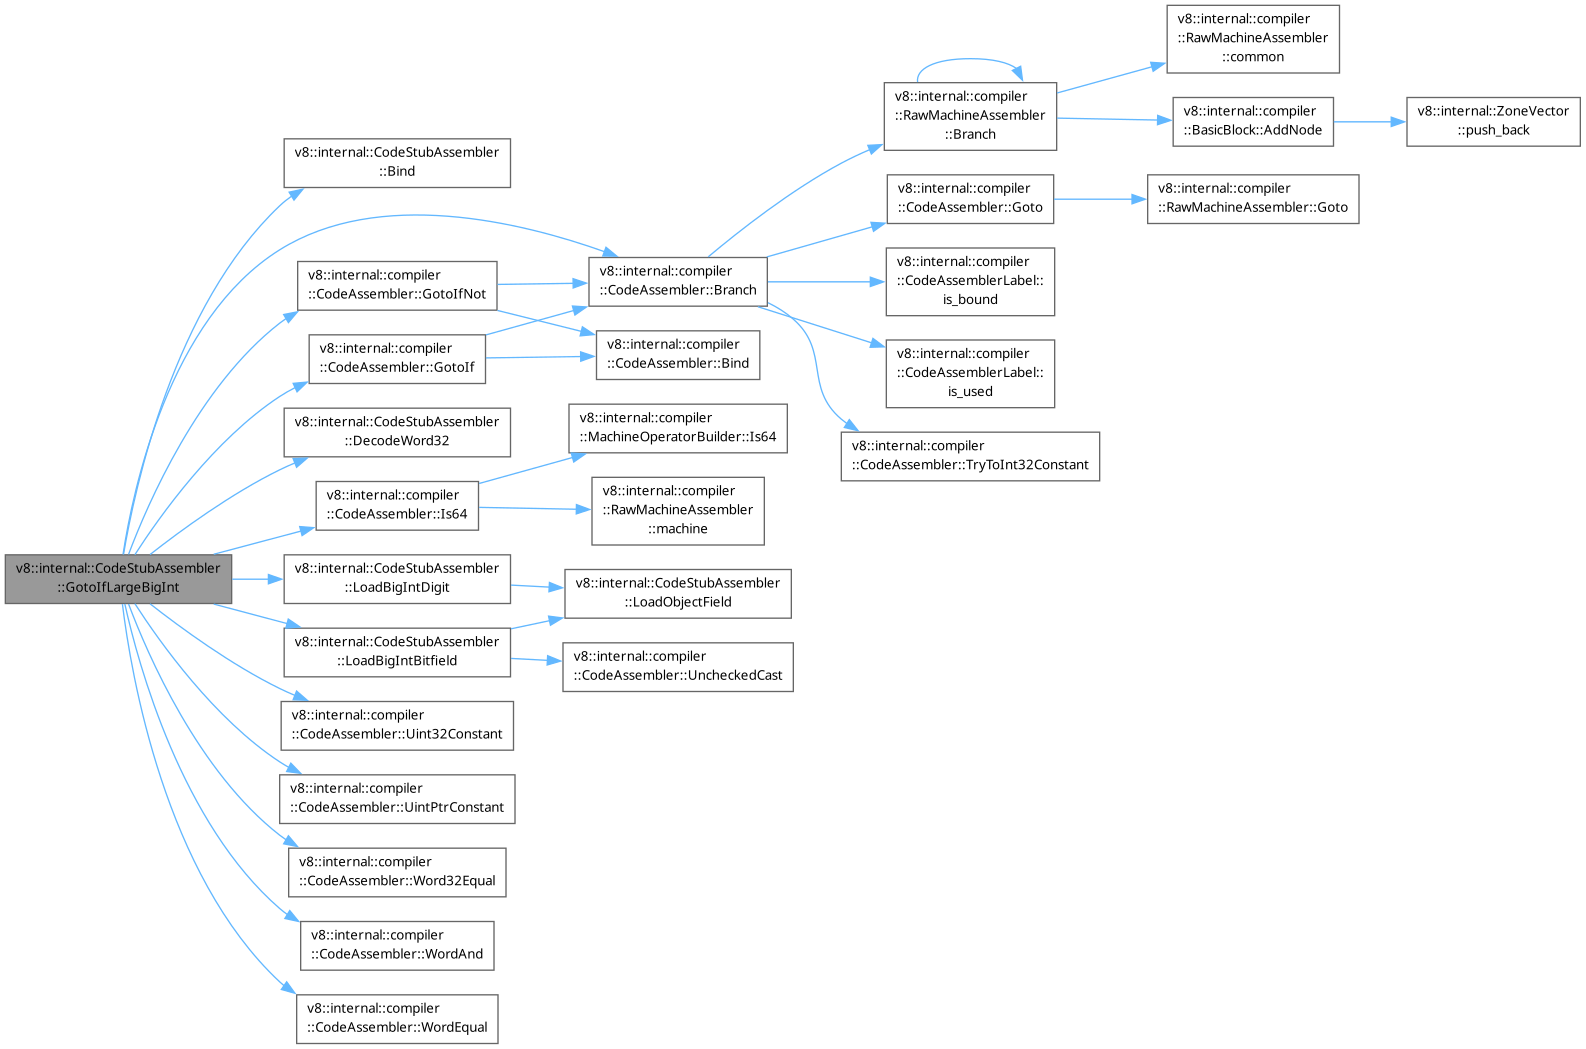 v8::internal::compiler
::RawMachineAssembler
::common
v8::internal::compiler
::RawMachineAssembler
::Branch
v8::internal::compiler
::BasicBlock::AddNode
v8::internal::ZoneVector
::push_back
v8::internal::CodeStubAssembler
::Bind
v8::internal::compiler
::CodeAssembler::Goto
v8::internal::compiler
::RawMachineAssembler::Goto
v8::internal::compiler
::CodeAssembler::GotoIfNot
v8::internal::compiler
::CodeAssembler::Branch
v8::internal::compiler
::CodeAssemblerLabel::
is_bound
v8::internal::compiler
::CodeAssembler::GotoIf
v8::internal::compiler
::CodeAssembler::Bind
v8::internal::compiler
::CodeAssemblerLabel::
is_used
v8::internal::CodeStubAssembler
::DecodeWord32
v8::internal::compiler
::MachineOperatorBuilder::Is64
v8::internal::compiler
::CodeAssembler::TryToInt32Constant
v8::internal::compiler
::CodeAssembler::Is64
v8::internal::compiler
::RawMachineAssembler
::machine
v8::internal::CodeStubAssembler
::GotoIfLargeBigInt
v8::internal::CodeStubAssembler
::LoadBigIntDigit
v8::internal::CodeStubAssembler
::LoadObjectField
v8::internal::CodeStubAssembler
::LoadBigIntBitfield
v8::internal::compiler
::CodeAssembler::UncheckedCast
v8::internal::compiler
::CodeAssembler::Uint32Constant
v8::internal::compiler
::CodeAssembler::UintPtrConstant
v8::internal::compiler
::CodeAssembler::Word32Equal
v8::internal::compiler
::CodeAssembler::WordAnd
v8::internal::compiler
::CodeAssembler::WordEqual